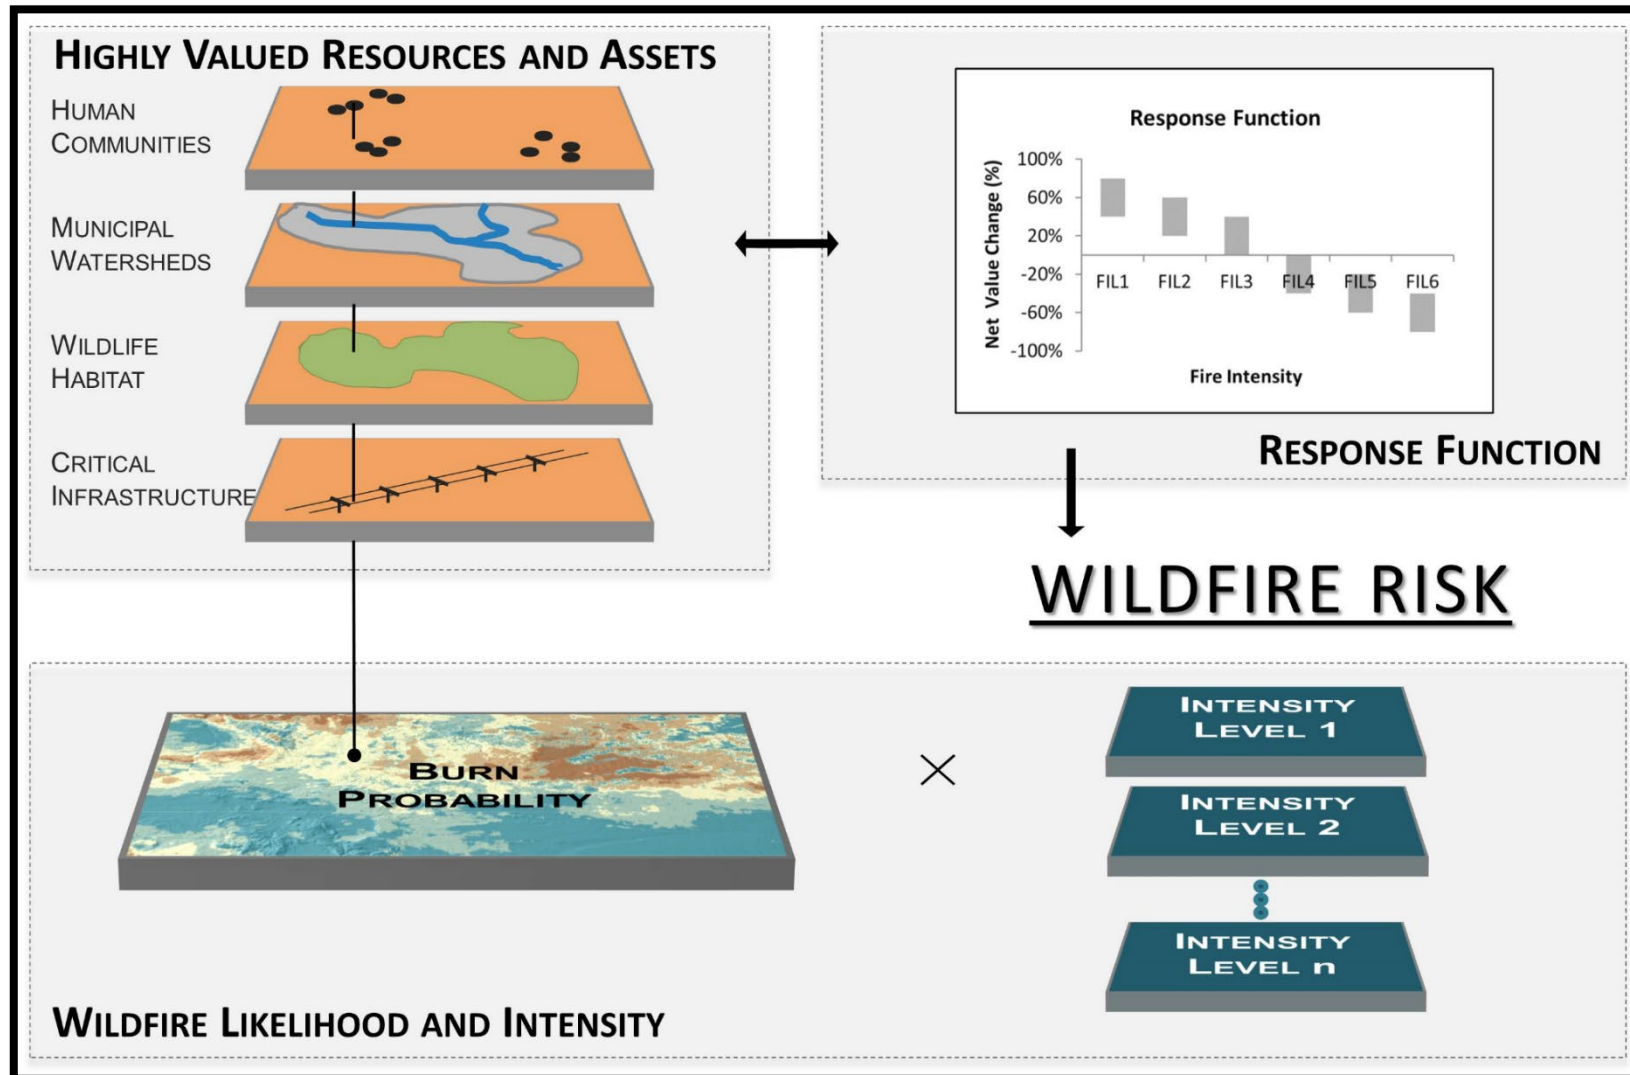 HIGHLY VALUED RESOURCES AND ASSETS
HUMAN
COMMUNITIES
MUNICIPAL
WATERSHEDS
WILDLIFE
HABITAT
CRITICAL
INFRASTRUCTURE
Response Function
Net Value Change (%)
100%
60%
20%
-20%
-60%
-100%
FIL1 FIL2 FIL3 FIL4 FIL5 FIL6
Fire Intensity
RESPONSE FUNCTION
WILDFIRE RISK
BURN
PROBABILITY
×
INTENSITY
LEVEL 1
INTENSITY
LEVEL 2
INTENSITY
LEVEL n
WILDFIRE LIKELIHOOD AND INTENSITY